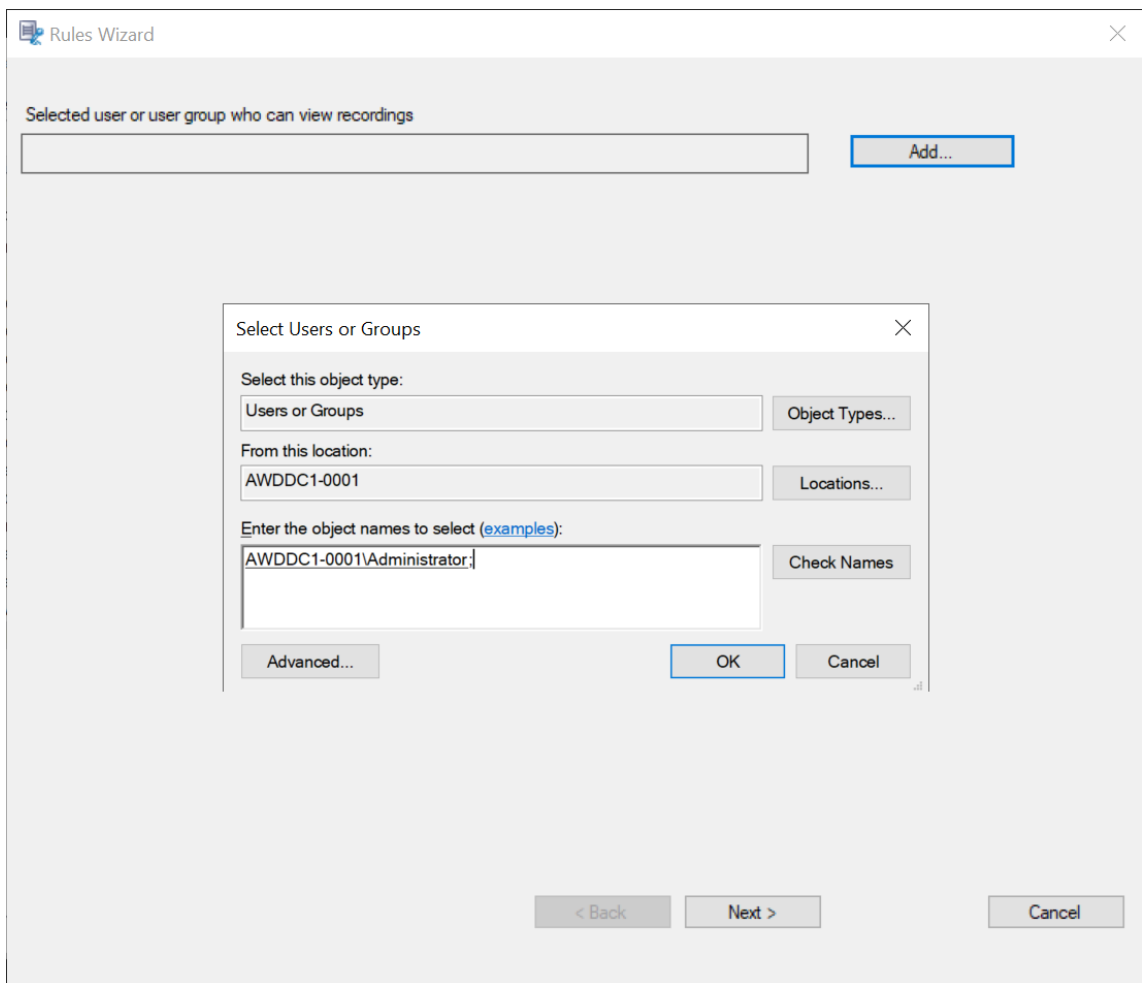 Rules Wizard
Selected user or user group who can view recordings
Add...
Select Users or Groups
Select this object type:
Users or Groups
Object Types...
From this location:
AWDDC1-0001
Locations...
Enter the object names to select (examples):
AWDDC1-0001\Administrator;
Check Names
Advanced...
OK
Cancel
< Back
Next >
Cancel